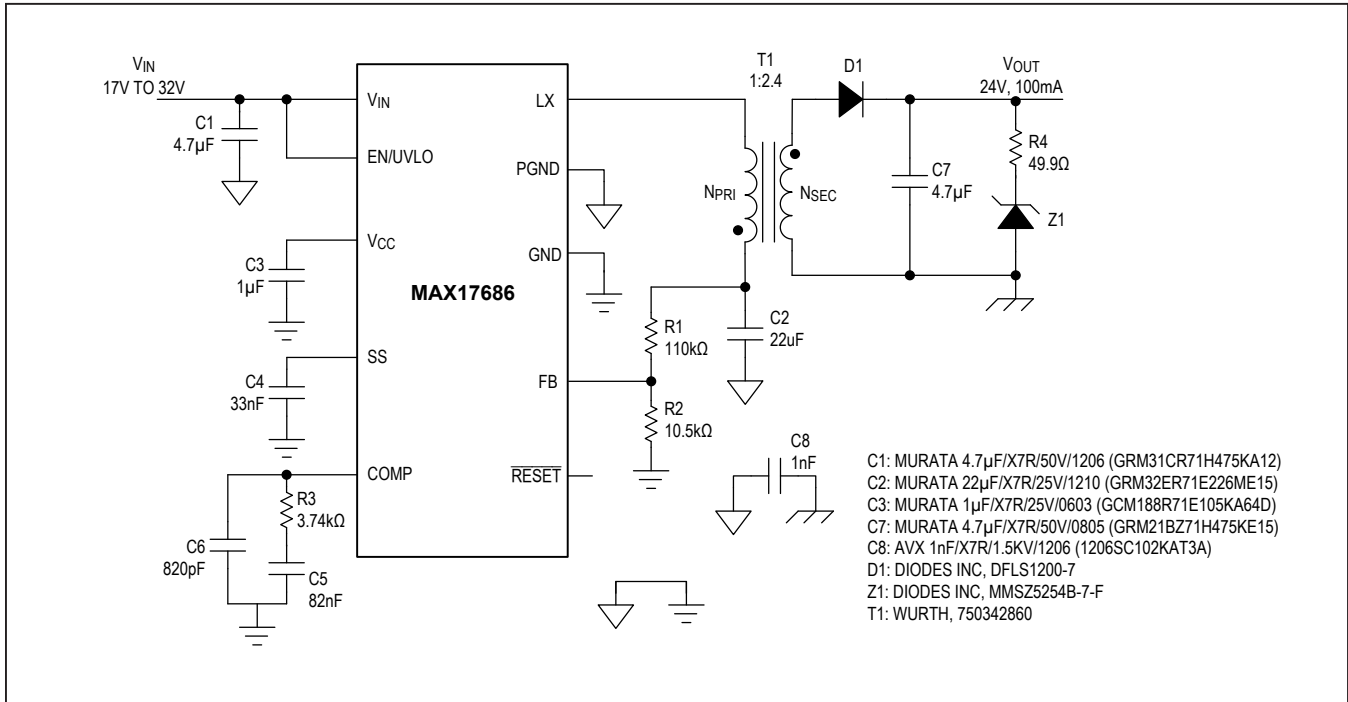 VIN
17V TO 32V
C1
4.7µF
VIN
EN/UVLO
VCC
C3
1µF
SS
C4
33nF
COMP
R3
3.74kΩ
C6
820pF
C5
82nF
MAX17686
LX
PGND
GND
FB
RESET
T1
1:2.4
NPRI
NSEC
D1
VOUT
24V, 100mA
C7
4.7µF
R4
49.9Ω
Z1
R1
110kΩ
C2
22uF
R2
10.5kΩ
C8
1nF
C1: MURATA 4.7µF/X7R/50V/1206 (GRM31CR71H475KA12)
C2: MURATA 22µF/X7R/25V/1210 (GRM32ER71E226ME15)
C3: MURATA 1µF/X7R/25V/0603 (GCM188R71E105KA64D)
C7: MURATA 4.7µF/X7R/50V/0805 (GRM21BZ71H475KE15)
C8: AVX 1nF/X7R/1.5KV/1206 (1206SC102KAT3A)
D1: DIODES INC, DFLS1200-7
Z1: DIODES INC, MMSZ5254B-7-F
T1: WURTH, 750342860